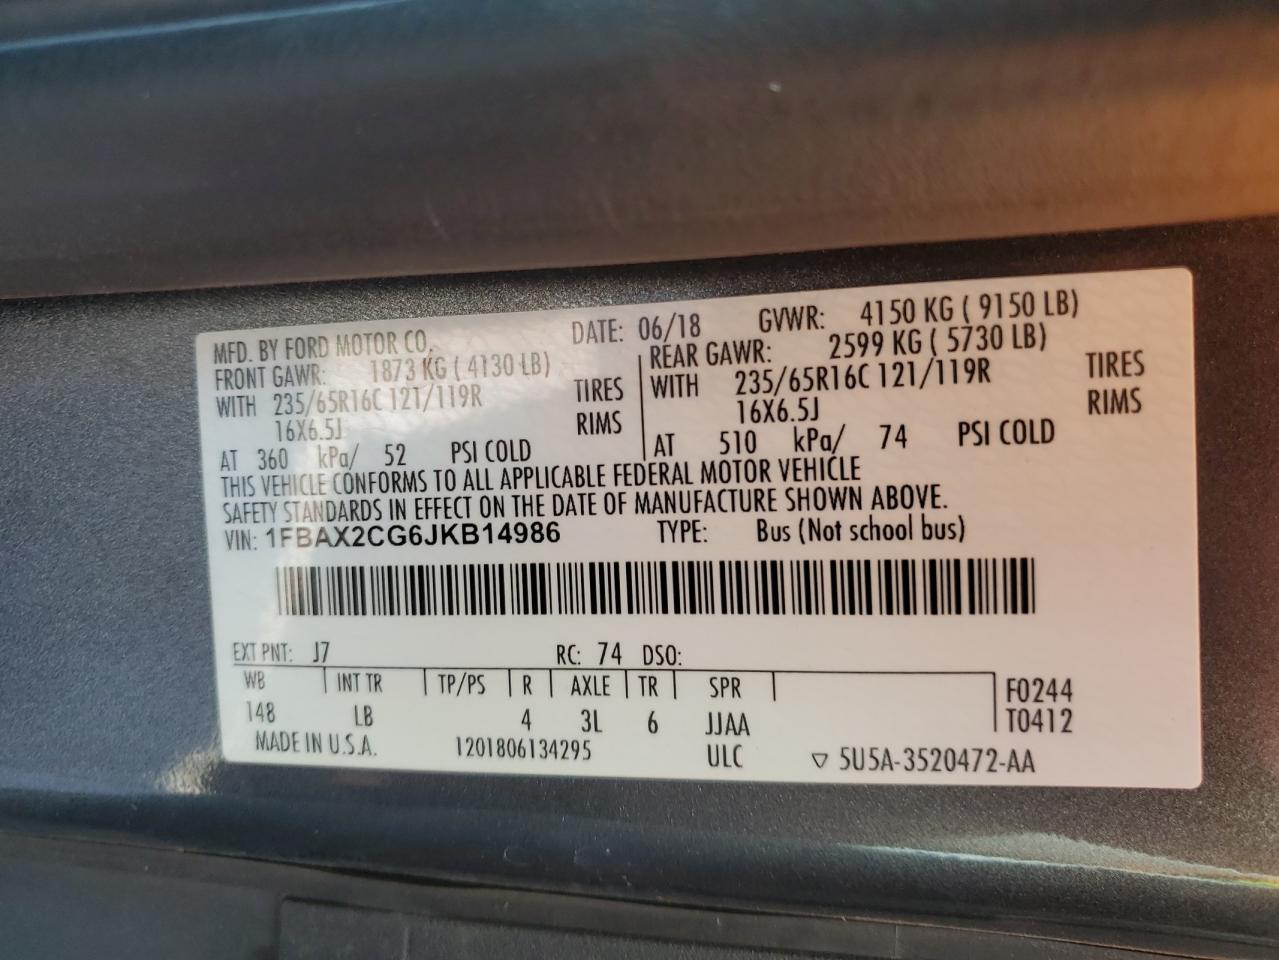 MFD. BY FORD MOTOR CO. DATE: 06/18 GVWR: 4150 KG ( 9150 LB)
FRONT GAWR: 1873 KG ( 4130 LB) REAR GAWR: 2599 KG ( 5730 LB)
WITH 235/65R16C 121/119R TIRES WITH 235/65R16C 121/119R TIRES
16X6.5J RIMS 16X6.5J RIMS
AT 360 kPa/ 52 PSI COLD AT 510 kPa/ 74 PSI COLD
THIS VEHICLE CONFORMS TO ALL APPLICABLE FEDERAL MOTOR VEHICLE
SAFETY STANDARDS IN EFFECT ON THE DATE OF MANUFACTURE SHOWN ABOVE.
VIN: 1FBAX2CG6JKB14986 TYPE: Bus (Not school bus)
EXT PNT: J7 RC: 74 DSO:
WB INT TR TP/PS R AXLE TR SPR F0244
148 LB 4 3L 6 JJAA T0412
MADE IN U.S.A. 1201806134295 ULC ▽ 5U5A-3520472-AA